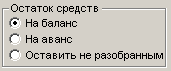 Остаток средств
На баланс
На аванс
Оставить не разобранным